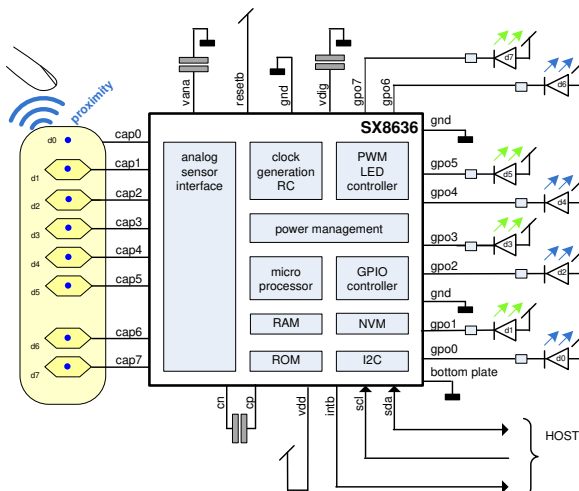 vana
resetb
gnd
vdig
gpo7
gpo6
d7
d6
proximity
SX8636
gnd
d0
cap0
d1
cap1
d2
cap2
d3
cap3
d4
cap4
d5
cap5
d6
cap6
d7
cap7
analog
sensor
interface
clock
generation
RC
PWM
LED
controller
power management
micro
processor
GPIO
controller
RAM
NVM
ROM
I2C
gpo5
d5
gpo4
d4
gpo3
d3
gpo2
d2
gnd
gpo1
d1
gpo0
d0
bottom plate
cn
cp
vdd
intb
scl
sda
HOST